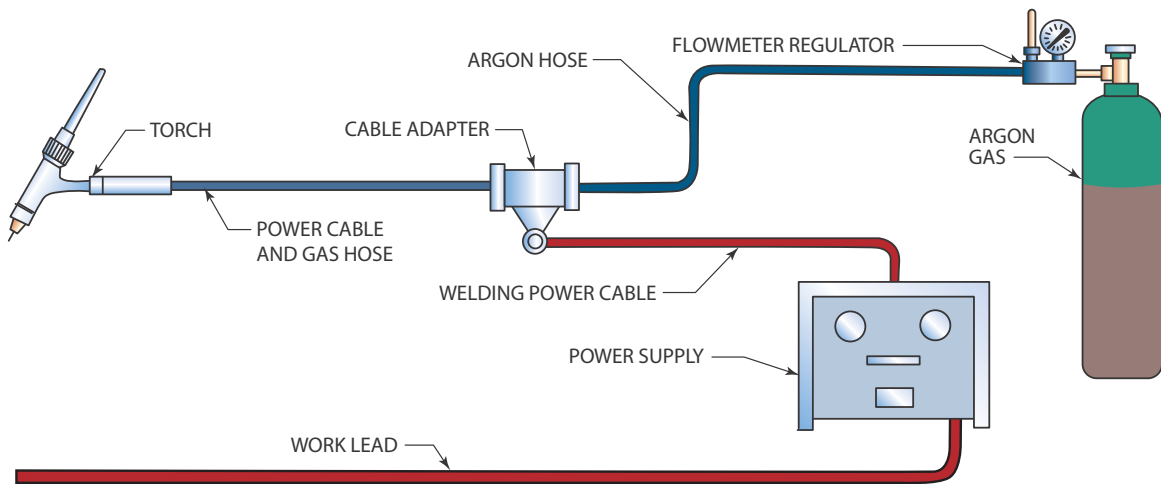 FLOWMETER REGULATOR
ARGON HOSE
CABLE ADAPTER
TORCH
ARGON
GAS
POWER CABLE
AND GAS HOSE
WELDING POWER CABLE
POWER SUPPLY
WORK LEAD